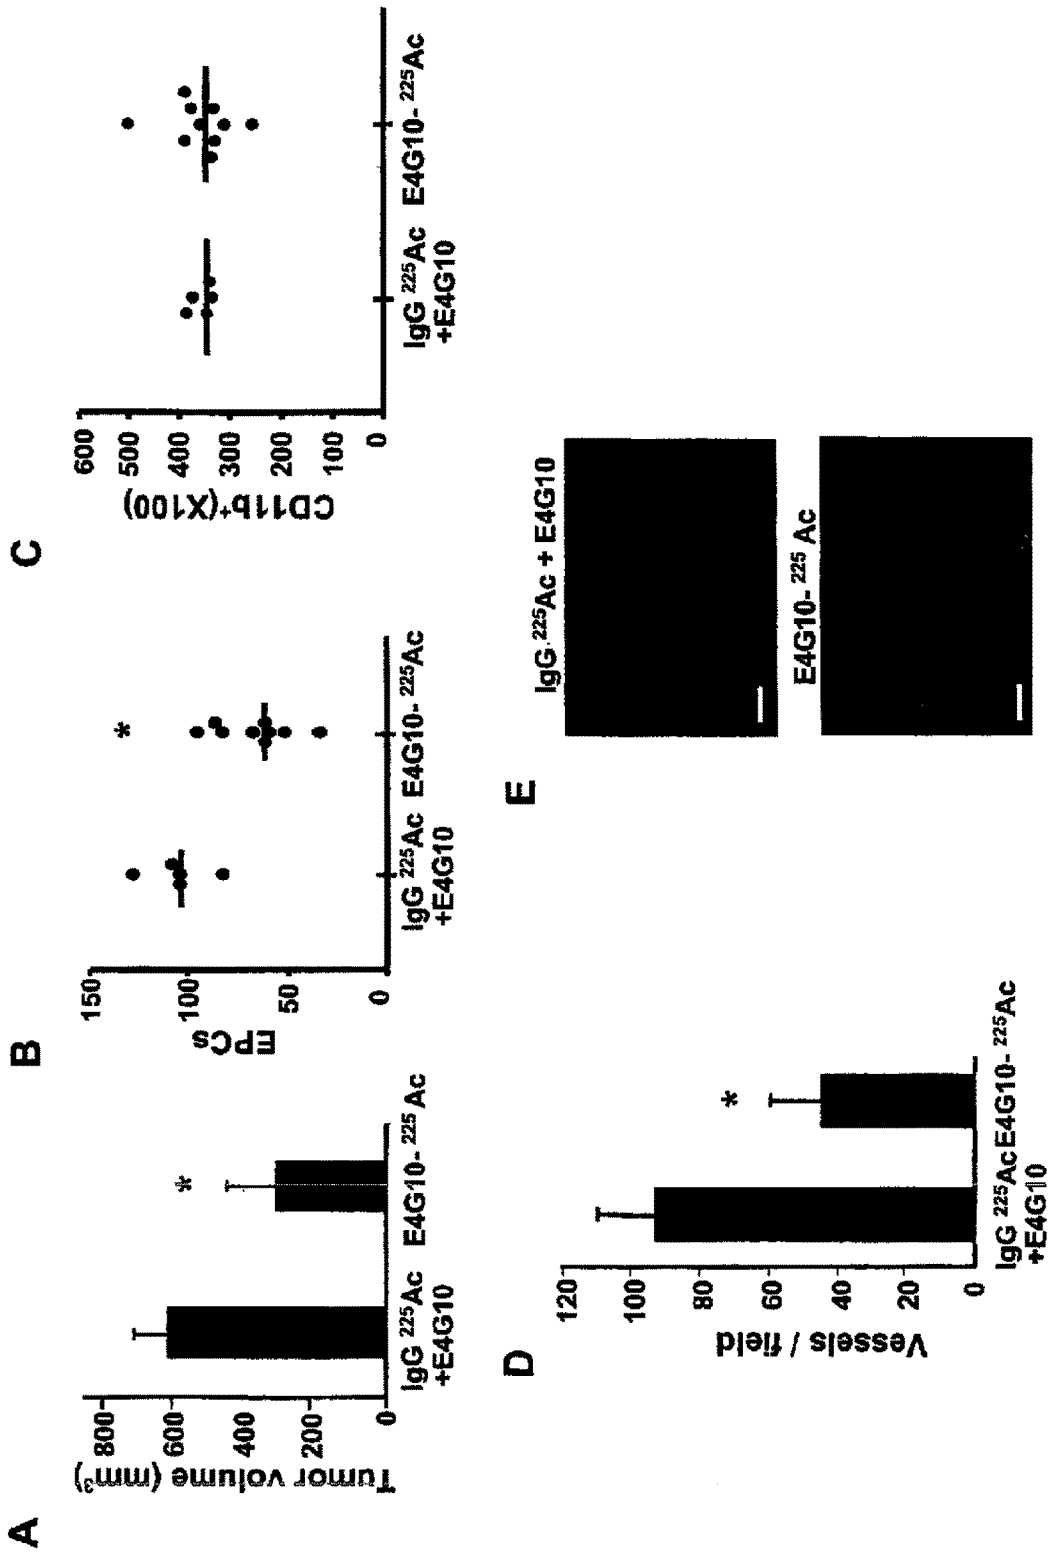 A
Tumor volume (mm³)
800
600
400
200
0
IgG ²²⁵Ac
+E4G10
E4G10- ²²⁵Ac
*
B
EPCs
150
100
50
0
IgG ²²⁵Ac
+E4G10
E4G10- ²²⁵Ac
*
C
CD11b⁺(X100)
600
500
400
300
200
100
0
IgG ²²⁵Ac
+E4G10
E4G10- ²²⁵Ac
D
Vessels / field
120
100
80
60
40
20
0
IgG ²²⁵Ac
+E4G10
E4G10- ²²⁵Ac
*
E
IgG-²²⁵Ac + E4G10
E4G10- ²²⁵ Ac